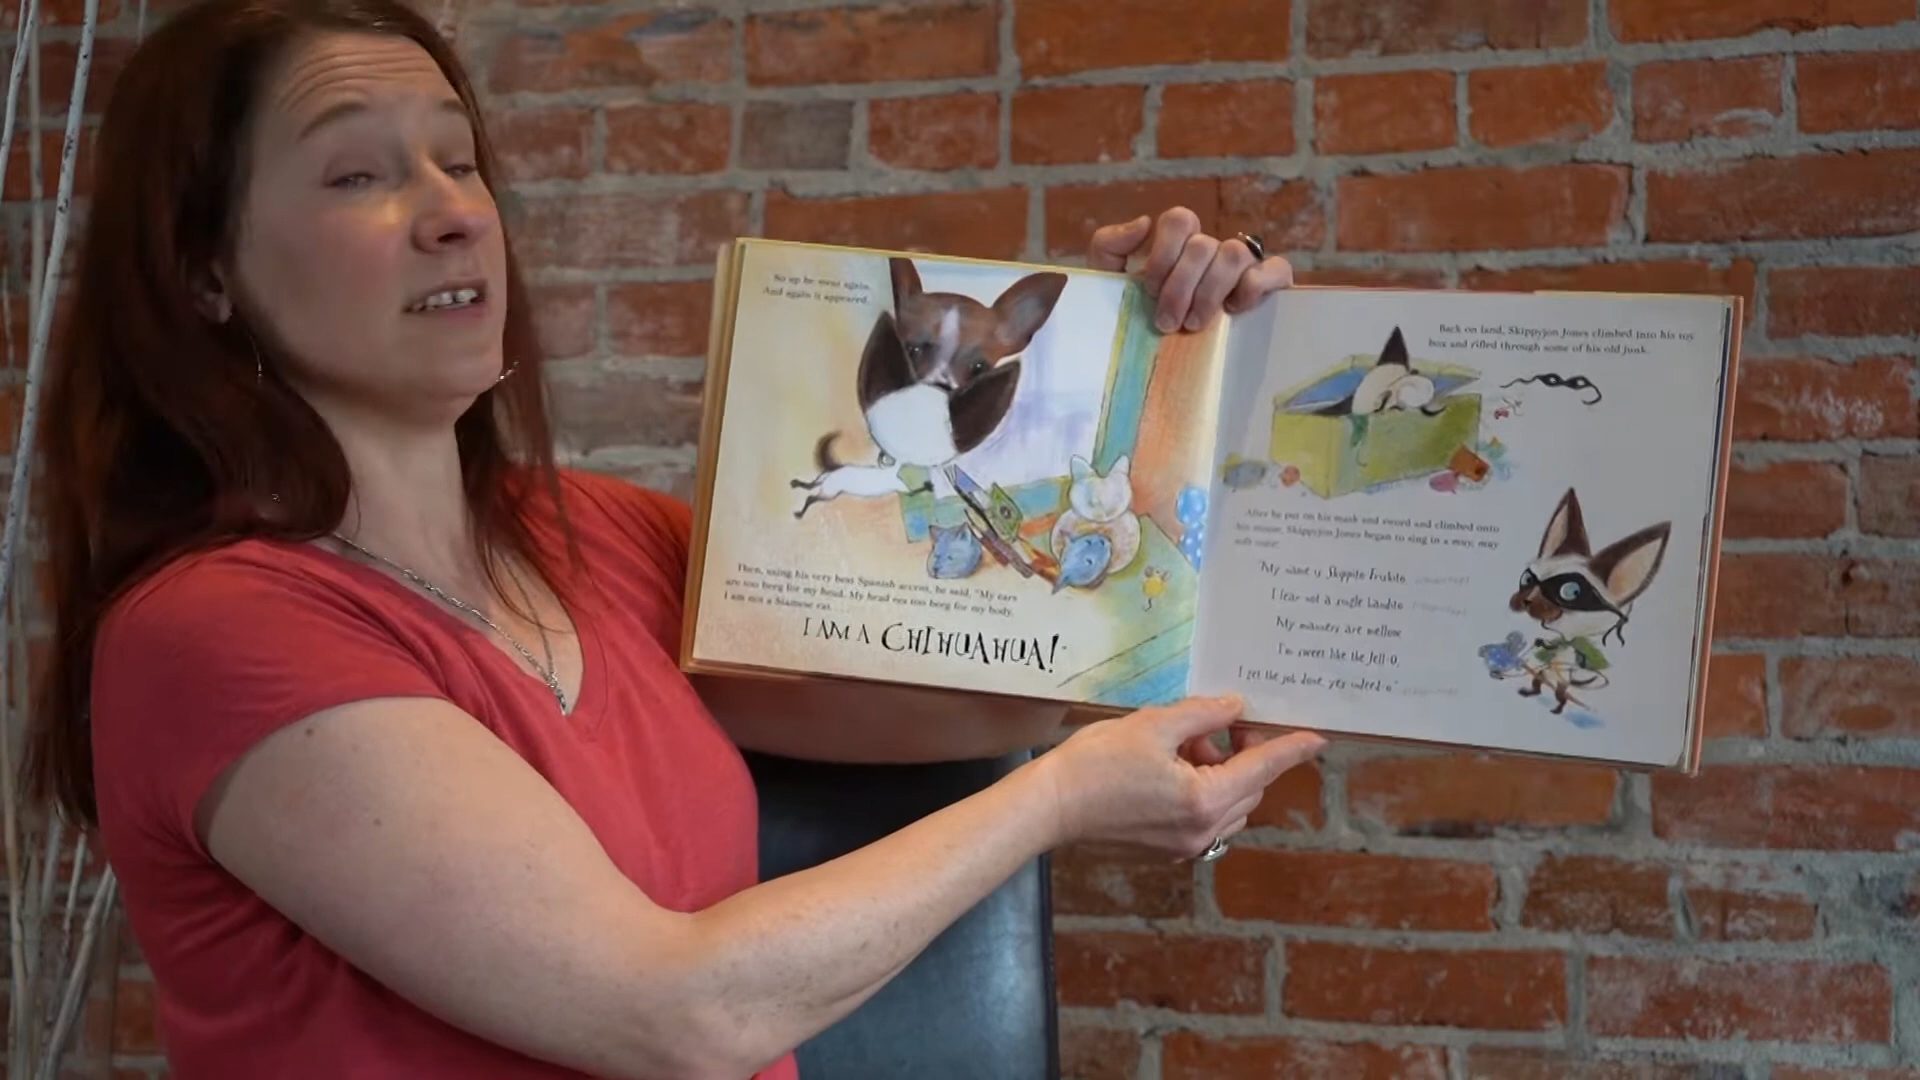 So up he went again.
And again it appeared.
Then, using his very best Spanish accent, he said, "My ears
are too beeg for my head. My head ees too beeg for my body.
I am not a Siamese cat . . .
I AM A CHIHUAHUA!"
Back on land, Skippyjon Jones climbed into his toy
box and rifled through some of his old junk.
After he put on his mask and sword and climbed onto
his mouse, Skippyjon Jones began to sing in a muy, muy
soft voice:
"My name is Skippito Friskito.
I fear not a single bandito.
My manners are mellow,
I'm sweet like the Jell-O,
I get the job done, yes indeed-o."